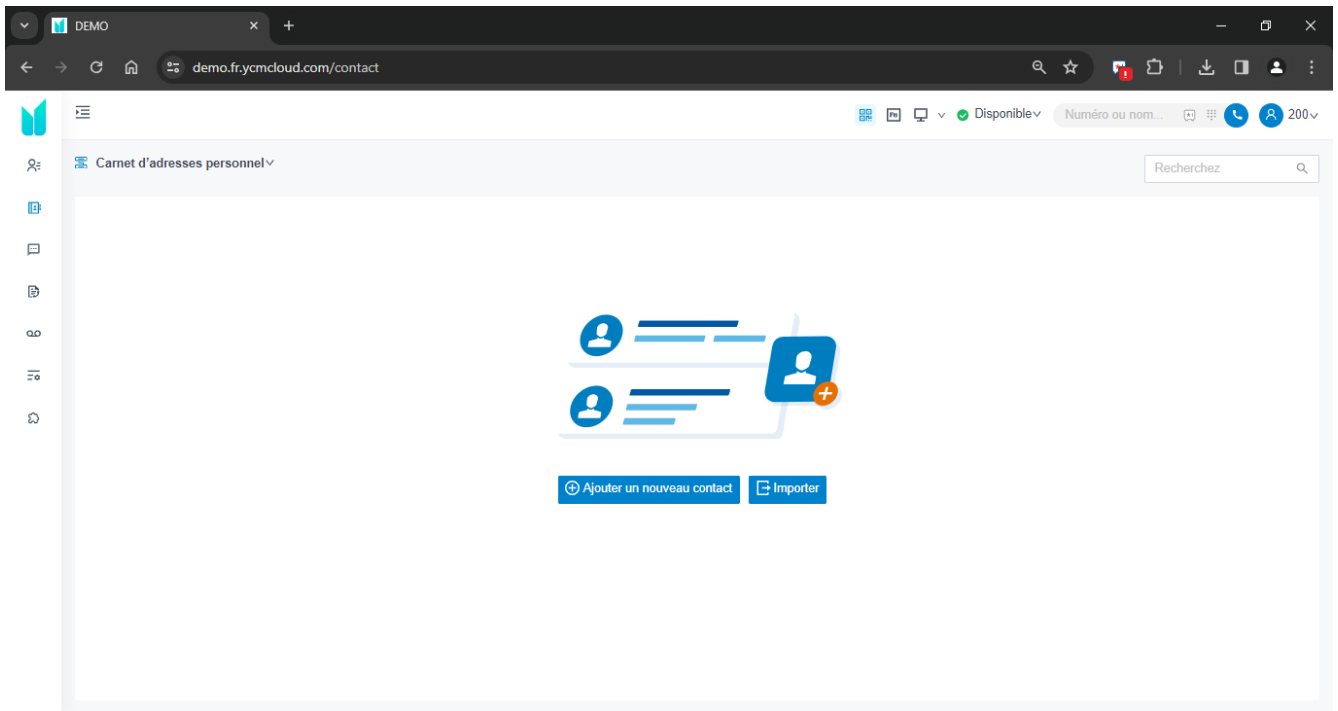 DEMO
demo.fr.ycmcloud.com/contact
Disponible
Numéro ou nom...
200
Carnet d'adresses personnel
Recherchez
Ajouter un nouveau contact
Importer